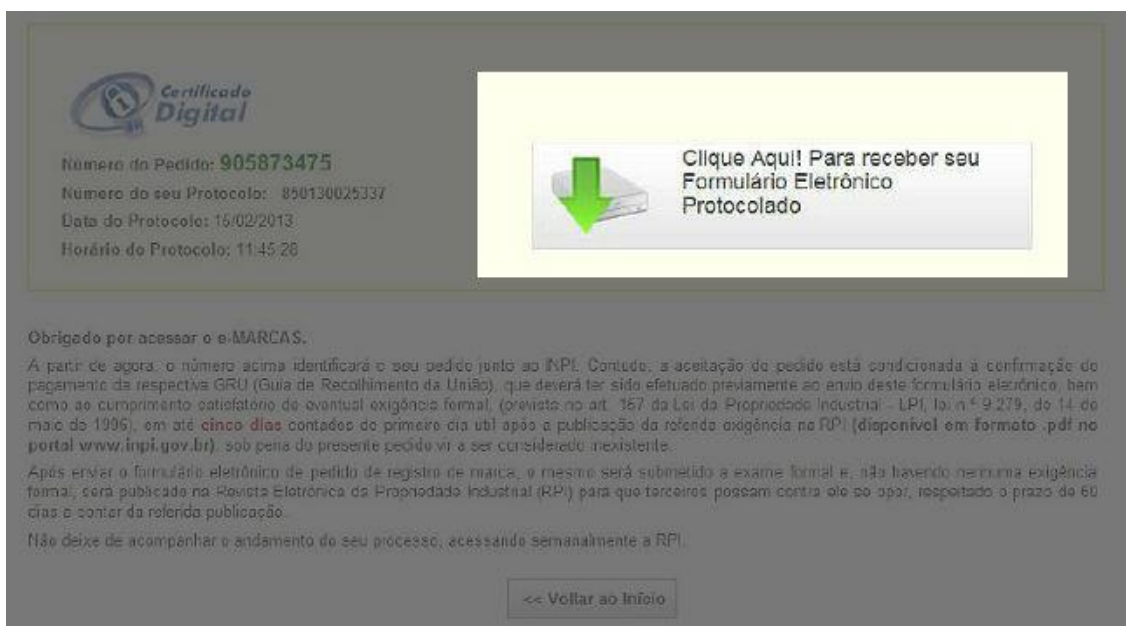 Certificado
Digital
Número do Pedido: 905873475
Número do seu Protocolo: 850130025337
Data do Protocolo: 15/02/2013
Horário do Protocolo: 11:45:28
Clique Aqui! Para receber seu
Formulário Eletrônico
Protocolado
Obrigado por acessar o e-MARCAS.
A partir de agora, o número acima identificará o seu pedido junto ao INPI. Contudo, a aceitação do pedido está condicionada à confirmação do
pagamento da respectiva GRU (Guia de Recolhimento da União), que deverá ter sido efetuado previamente ao envio deste formulário eletrônico, bem
como ao cumprimento satisfatório de eventual exigência formal, (prevista no art. 157 da Lei da Propriedade Industrial - LPI, lei n.º 9.279, de 14 de
maio de 1996), em até cinco dias contados do primeiro dia útil após a publicação da referida exigência na RPI (disponível em formato .pdf no
portal www.inpi.gov.br), sob pena do presente pedido vir a ser considerado inexistente.
Após enviar o formulário eletrônico de pedido de registro de marca, o mesmo será submetido a exame formal e, não havendo nenhuma exigência
formal, será publicado na Revista Eletrônica da Propriedade Industrial (RPI) para que terceiros possam contra ele se opor, respeitado o prazo de 60
dias a contar da referida publicação.
Não deixe de acompanhar o andamento do seu processo, acessando semanalmente a RPI.
<< Voltar ao Início